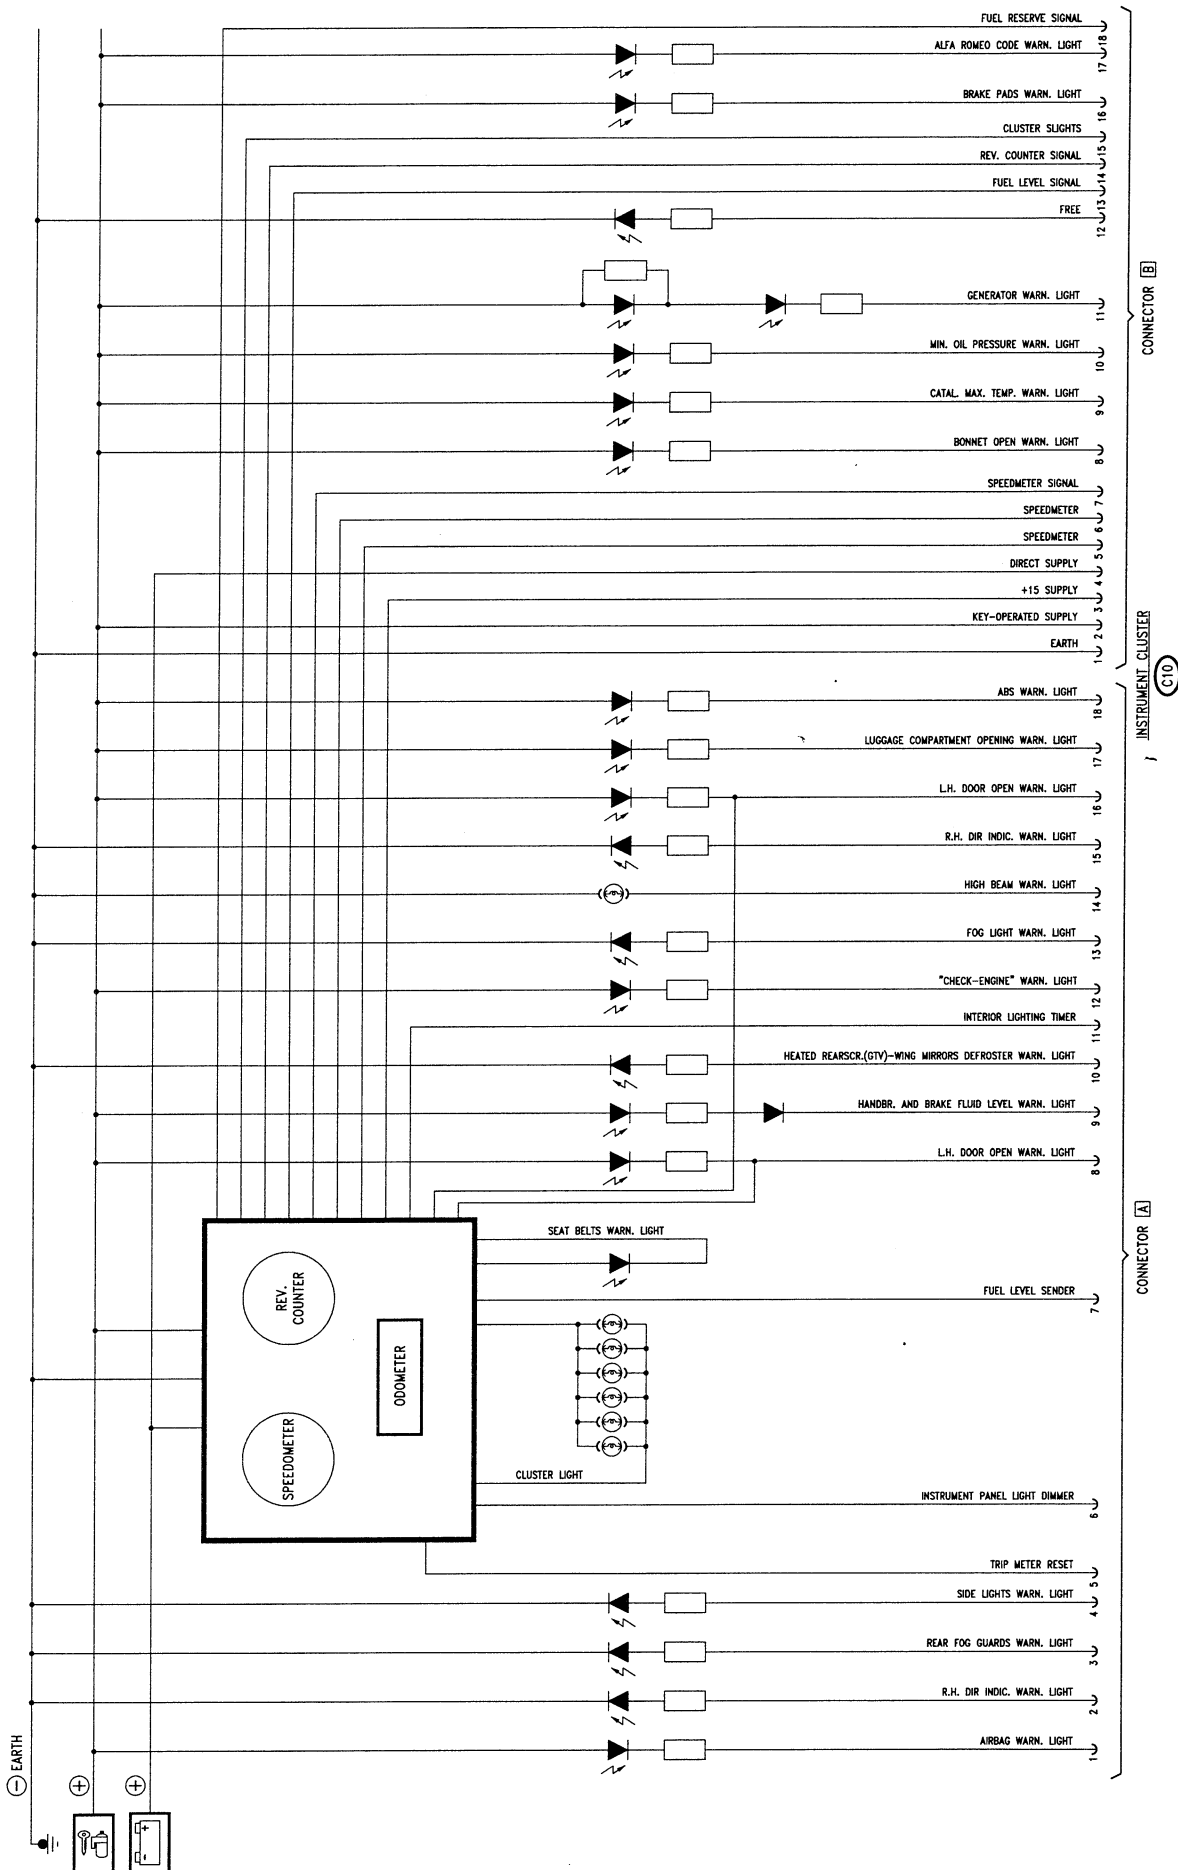 FUEL RESERVE SIGNAL
18
ALFA ROMEO CODE WARN. LIGHT
17
BRAKE PADS WARN. LIGHT
16
CLUSTER SLIGHTS
15
REV. COUNTER SIGNAL
14
FUEL LEVEL SIGNAL
13
FREE
12
GENERATOR WARN. LIGHT
11
MIN. OIL PRESSURE WARN. LIGHT
10
CATAL. MAX. TEMP. WARN. LIGHT
9
BONNET OPEN WARN. LIGHT
8
SPEEDMETER SIGNAL
7
SPEEDMETER
6
SPEEDMETER
5
DIRECT SUPPLY
4
+15 SUPPLY
3
KEY-OPERATED SUPPLY
2
EARTH
1
CONNECTOR B
INSTRUMENT CLUSTER
C10
ABS WARN. LIGHT
18
LUGGAGE COMPARTMENT OPENING WARN. LIGHT
17
L.H. DOOR OPEN WARN. LIGHT
16
R.H. DIR INDIC. WARN. LIGHT
15
HIGH BEAM WARN. LIGHT
14
FOG LIGHT WARN. LIGHT
13
"CHECK-ENGINE" WARN. LIGHT
12
INTERIOR LIGHTING TIMER
11
HEATED REARSCR.(GTV)-WING MIRRORS DEFROSTER WARN. LIGHT
10
HANDBR. AND BRAKE FLUID LEVEL WARN. LIGHT
9
L.H. DOOR OPEN WARN. LIGHT
8
SEAT BELTS WARN. LIGHT
FUEL LEVEL SENDER
7
REV.
COUNTER
ODOMETER
SPEEDOMETER
CLUSTER LIGHT
INSTRUMENT PANEL LIGHT DIMMER
6
TRIP METER RESET
5
SIDE LIGHTS WARN. LIGHT
4
REAR FOG GUARDS WARN. LIGHT
3
R.H. DIR INDIC. WARN. LIGHT
2
AIRBAG WARN. LIGHT
1
CONNECTOR A
− EARTH
+
+
+ -